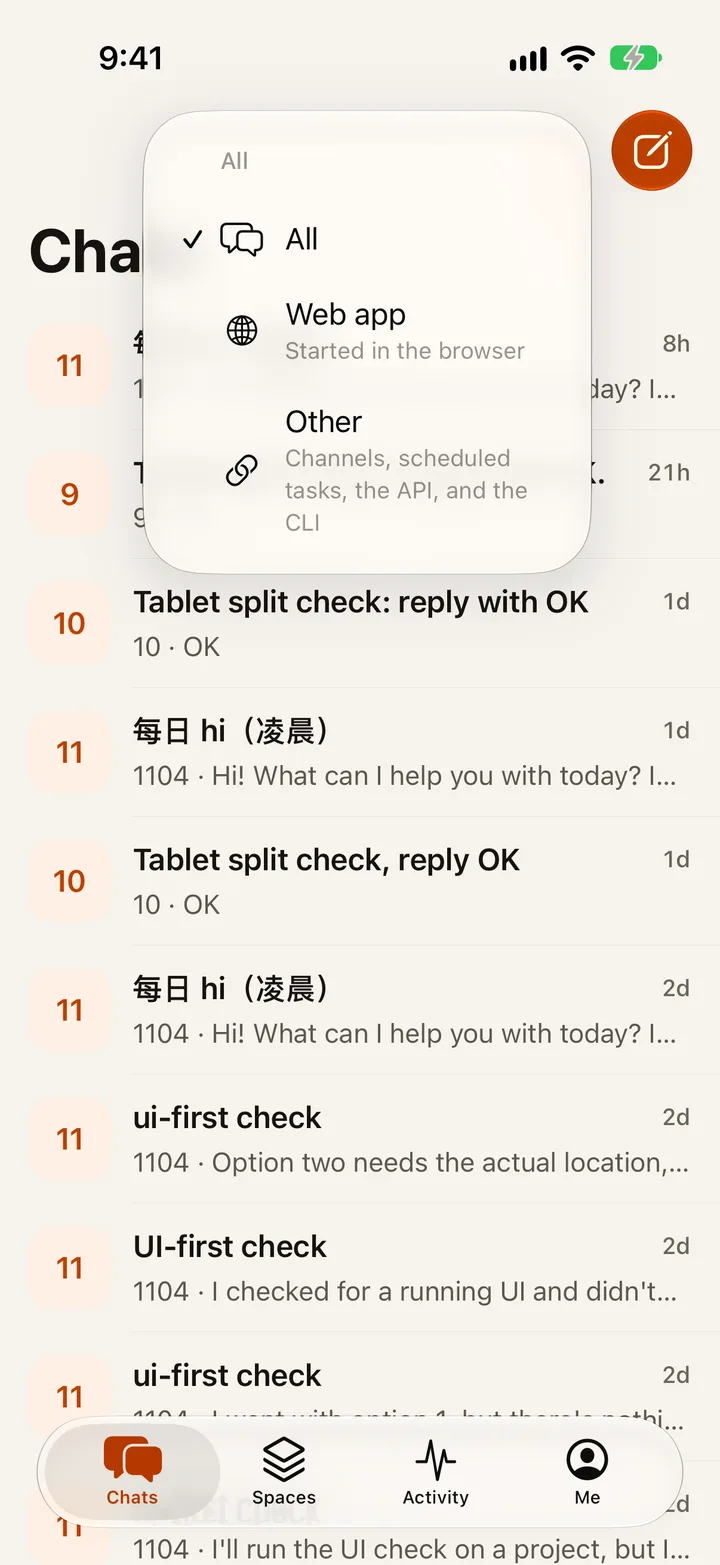 9:41
All
All
Web app
Started in the browser
Other
Channels, scheduled
tasks, the API, and the
CLI
Cha
11
8h
day? I...
9
21h
10
Tablet split check: reply with OK
1d
10 · OK
11
每日 hi（凌晨）
1d
1104 · Hi! What can I help you with today? I...
10
Tablet split check, reply OK
1d
10 · OK
11
每日 hi（凌晨）
2d
1104 · Hi! What can I help you with today? I...
11
ui-first check
2d
1104 · Option two needs the actual location,...
11
UI-first check
2d
1104 · I checked for a running UI and didn't...
11
ui-first check
2d
Chats
Spaces
Activity
Me
11
2d
1104 · I'll run the UI check on a project, but I...